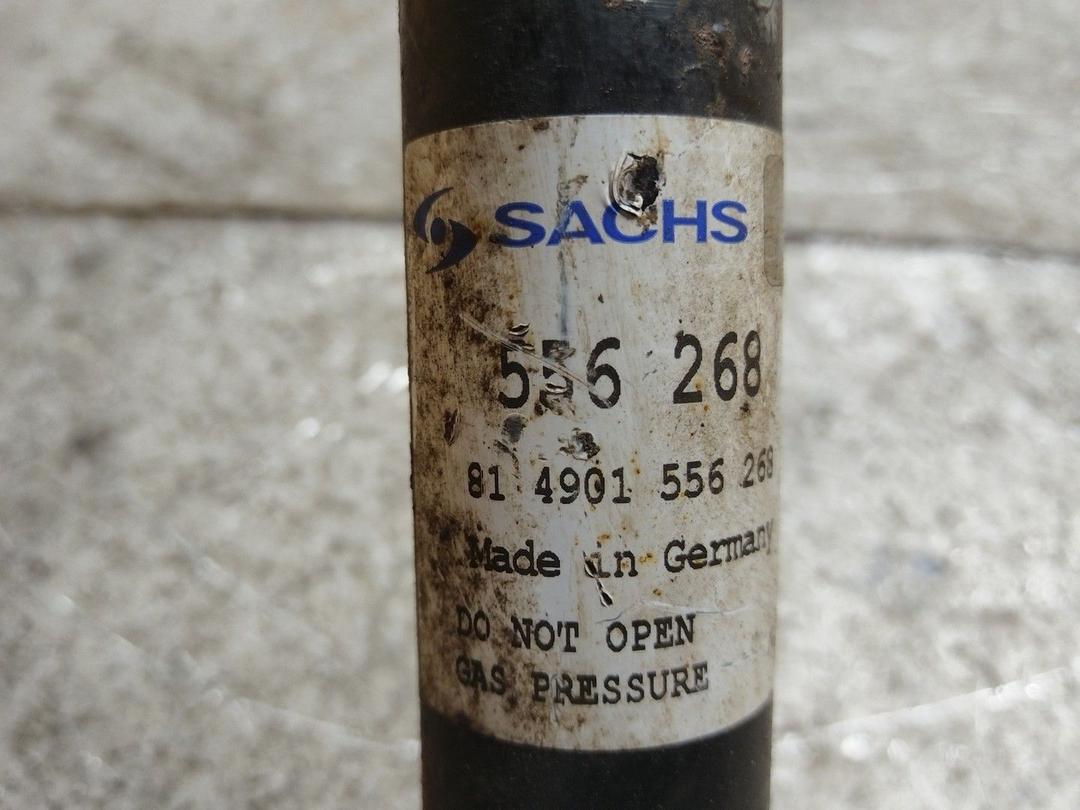 SACHS
556 268
81 4901 556 268
Made in Germany
DO NOT OPEN
GAS PRESSURE